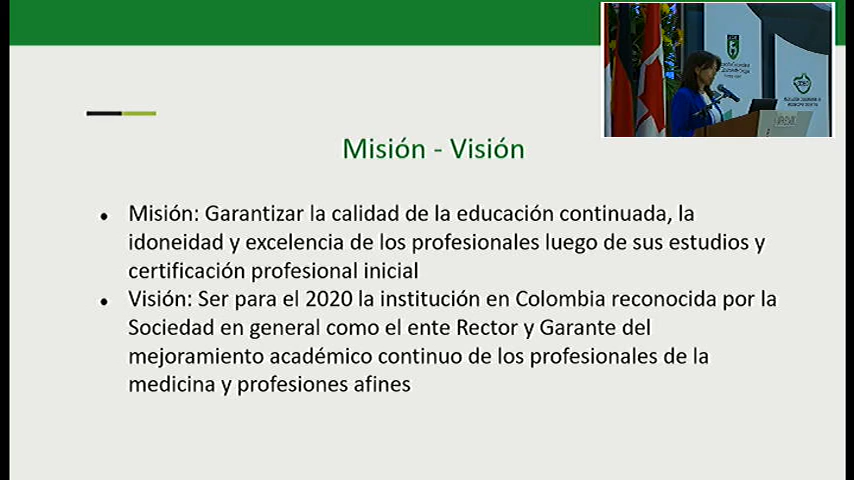 Misión - Visión
• Misión: Garantizar la calidad de la educación continuada, la
idoneidad y excelencia de los profesionales luego de sus estudios y
certificación profesional inicial
• Visión: Ser para el 2020 la institución en Colombia reconocida por la
Sociedad en general como el ente Rector y Garante del
mejoramiento académico continuo de los profesionales de la
medicina y profesiones afines